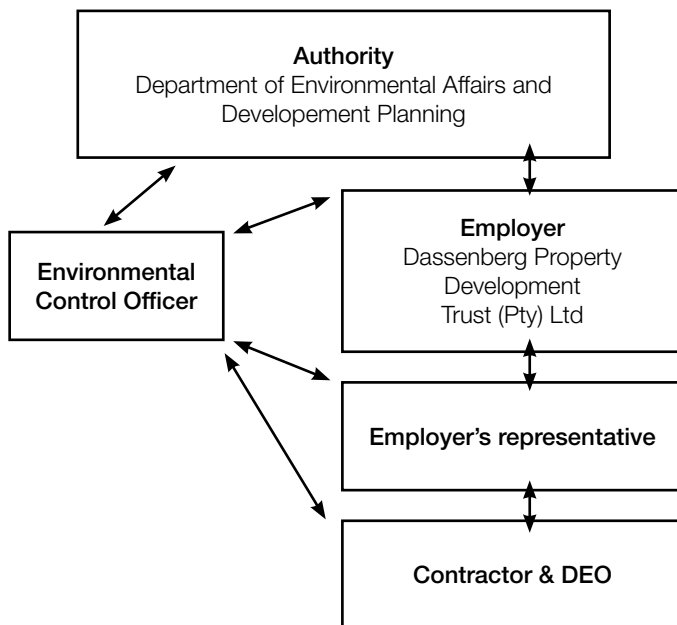 Authority
Department of Environmental Affairs and
Developement Planning
Employer
Dassenberg Property
Development
Trust (Pty) Ltd
Environmental
Control Officer
Employer's representative
Contractor & DEO